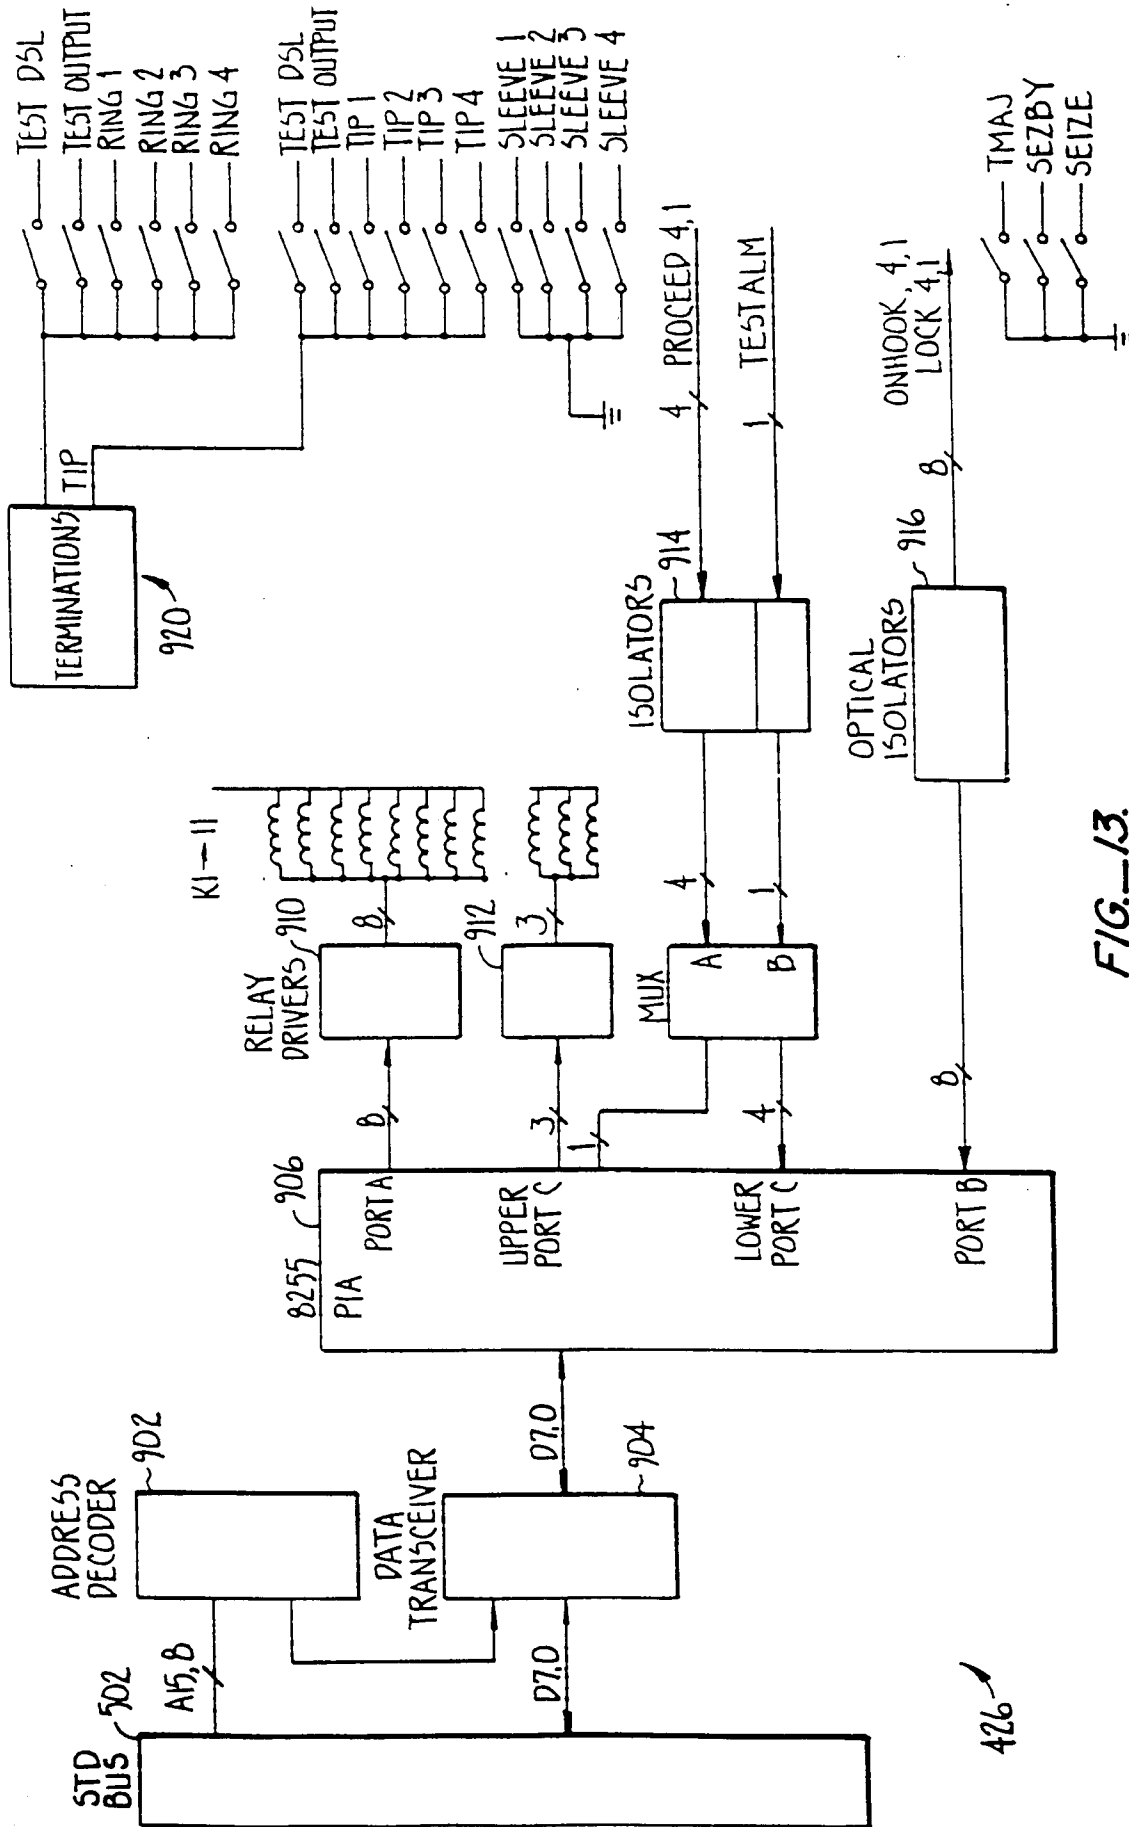 STD
BUS
502
A15,8
ADDRESS
DECODER
902
DATA
TRANSCEIVER
904
D7,0
D7,0
8255
906
PIA
PORT A
UPPER
PORT C
LOWER
PORT C
PORT B
8
3
1
4
8
RELAY
DRIVERS
910
912
8
3
K1-11
MUX
A
B
4
1
ISOLATORS
914
4
PROCEED 4,1
1
TESTALM
OPTICAL
ISOLATORS
916
8
ONHOOK, 4,1
LOCK 4,1
TERMINATIONS
TIP
920
TEST DSL
TEST OUTPUT
RING 1
RING 2
RING 3
RING 4
TEST DSL
TEST OUTPUT
TIP 1
TIP 2
TIP 3
TIP 4
SLEEVE 1
SLEEVE 2
SLEEVE 3
SLEEVE 4
TMAJ
SEZBY
SEIZE
426
FIG._13.